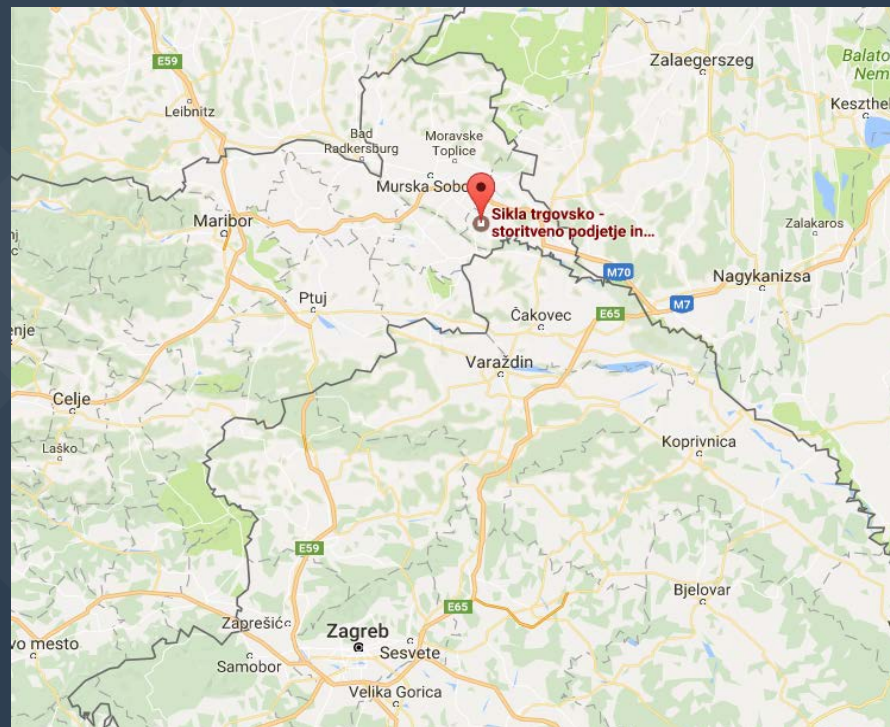 E59
Zalaegerszeg
Leibnitz
Keszthe
Bad
Radkersburg
Moravske
Toplice
Murska Sobo
Sikla trgovsko -
storitveno podjetje in...
Maribor
Zalakaros
M70
Nagykanizsa
Ptuj
E65
M7
Čakovec
Varaždin
Celje
Koprivnica
Laško
E59
Bjelovar
E65
Zaprešić
Zagreb
Sesvete
vo mesto
Samobor
Velika Gorica